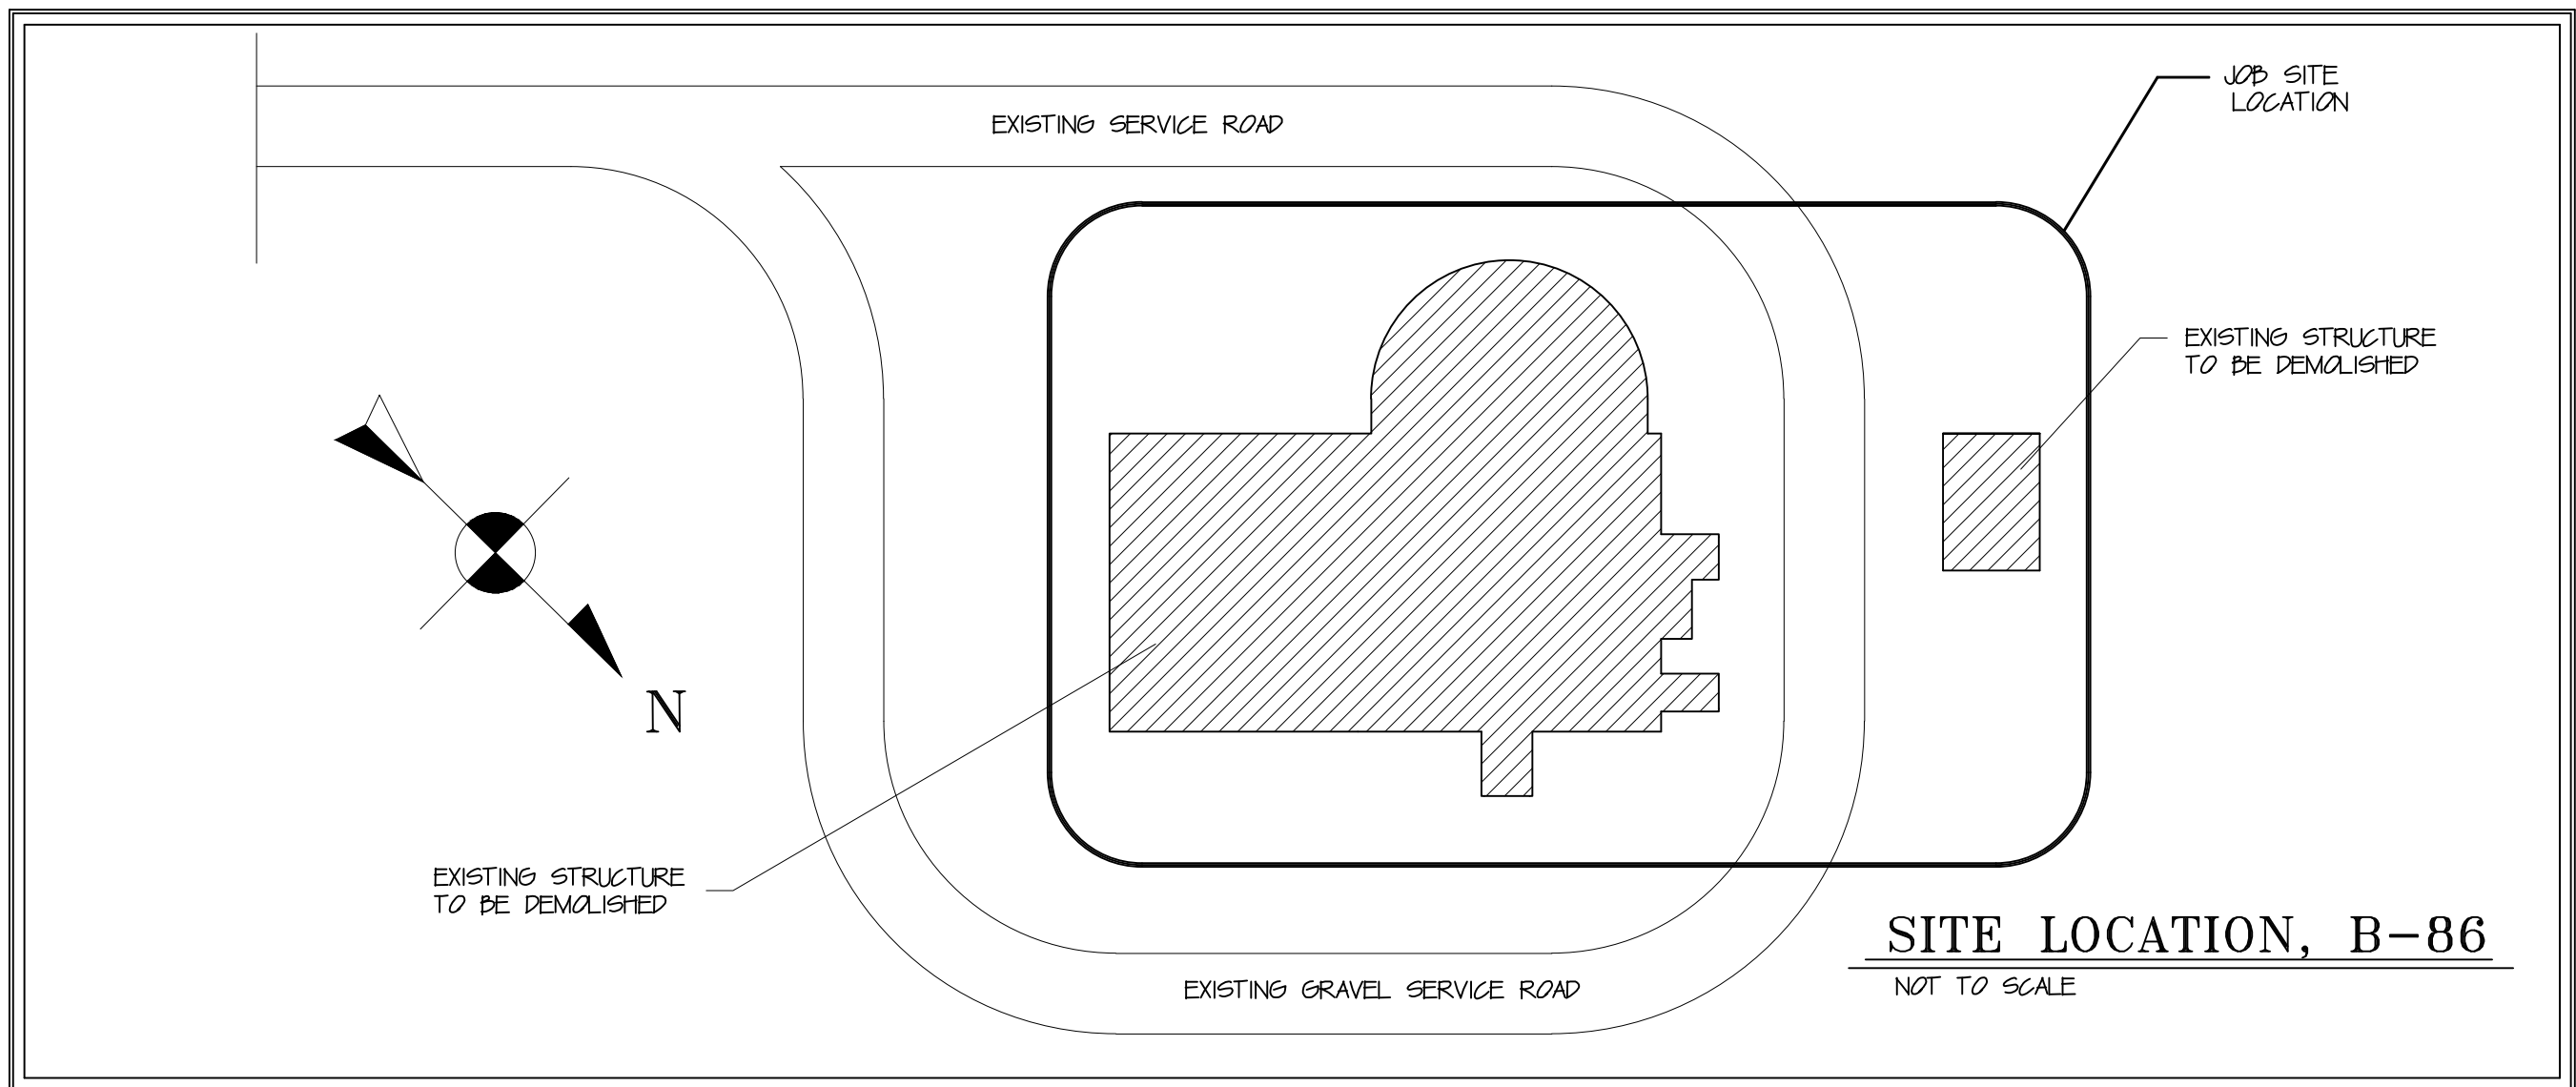 JOB SITE
LOCATION
EXISTING SERVICE ROAD
EXISTING STRUCTURE
TO BE DEMOLISHED
N
EXISTING STRUCTURE
TO BE DEMOLISHED
SITE LOCATION, B-86
NOT TO SCALE
EXISTING GRAVEL SERVICE ROAD